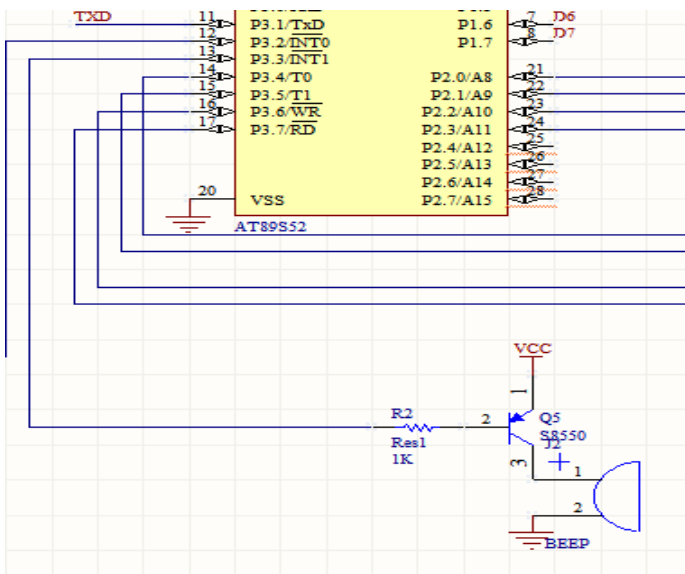 TXD
11 P3.1/TxD P1.6 7 D6
12 P3.2/INT0 P1.7 8 D7
13 P3.3/INT1
14 P3.4/T0 P2.0/A8 21
15 P3.5/T1 P2.1/A9 22
16 P3.6/WR P2.2/A10 23
17 P3.7/RD P2.3/A11 24
P2.4/A12 25
P2.5/A13 26
P2.6/A14 27
20 VSS P2.7/A15 28
AT89S52
VCC
1
R2 2 Q5
Res1 S8550
1K 3 J2
+ 1
2
BEEP